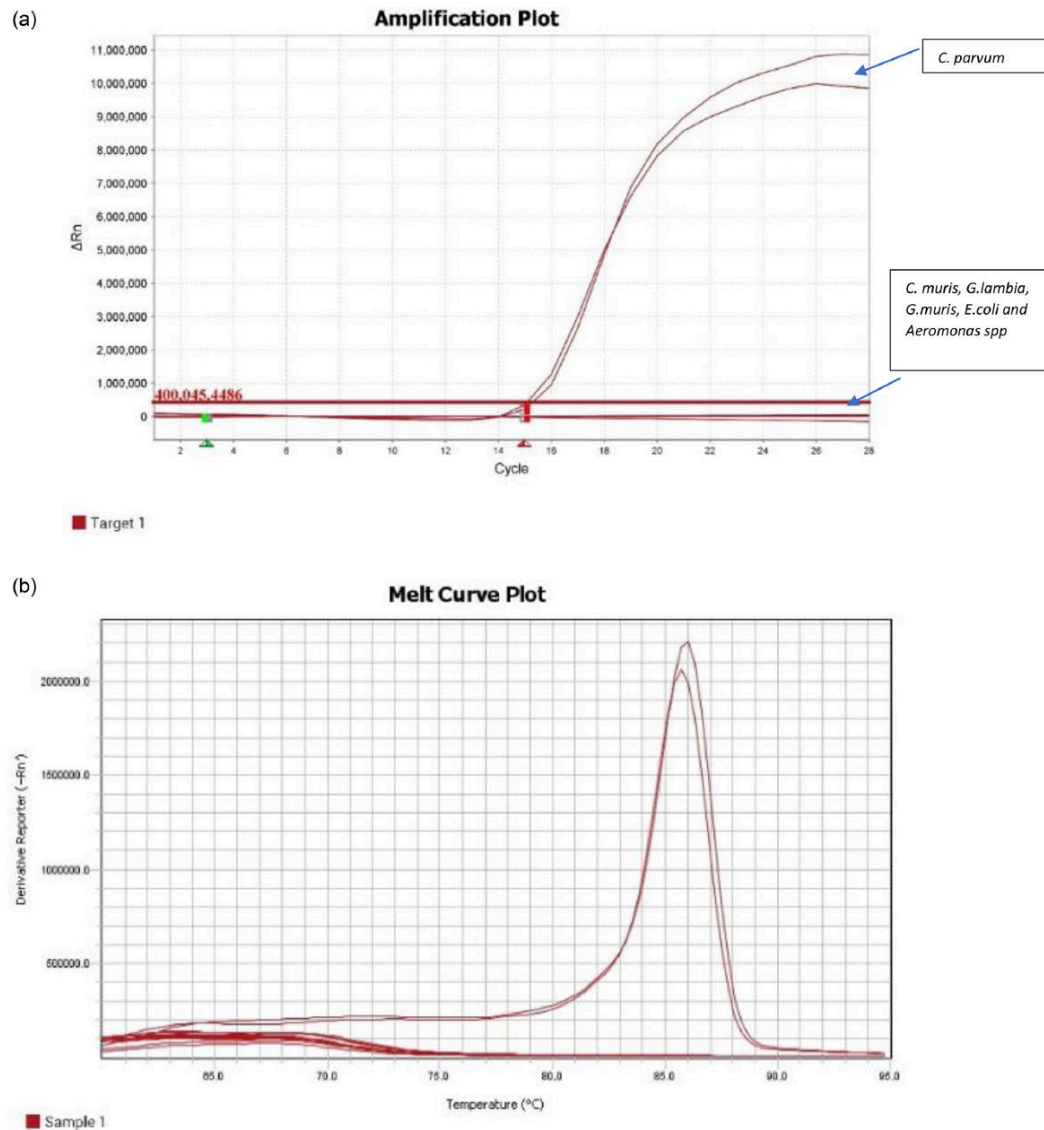 (a)
Amplification Plot
11,000,000
10,000,000
9,000,000
8,000,000
7,000,000
6,000,000
5,000,000
4,000,000
3,000,000
2,000,000
1,000,000
0
ΔRn
400,045.4486
2 4 6 8 10 12 14 16 18 20 22 24 26 28
Cycle
C. parvum
C. muris, G.lambia,
G.muris, E.coli and
Aeromonas spp
Target 1
(b)
Melt Curve Plot
2000000.0
1500000.0
1000000.0
500000.0
Derivative Reporter (-Rn')
65.0 70.0 75.0 80.0 85.0 90.0 95.0
Temperature (°C)
Sample 1